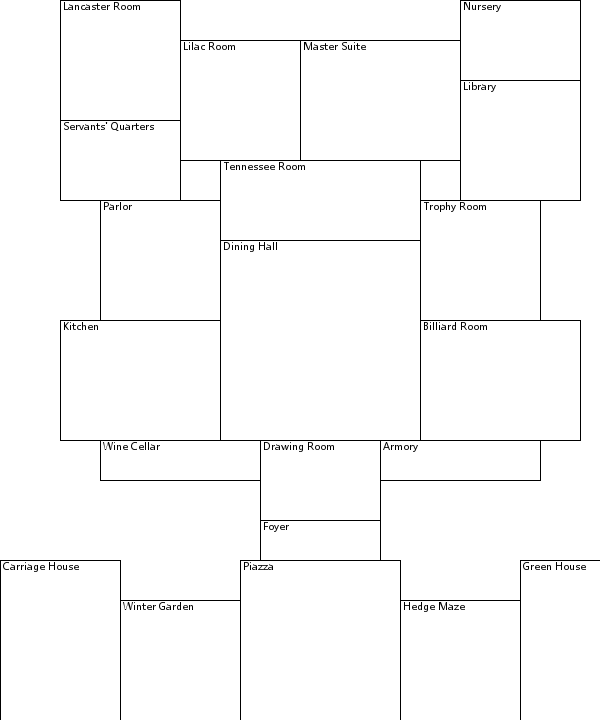 Lancaster Room
Nursery
Lilac Room
Master Suite
Library
Servants' Quarters
Tennessee Room
Parlor
Trophy Room
Dining Hall
Kitchen
Billiard Room
Wine Cellar
Drawing Room
Armory
Foyer
Carriage House
Piazza
Green House
Winter Garden
Hedge Maze